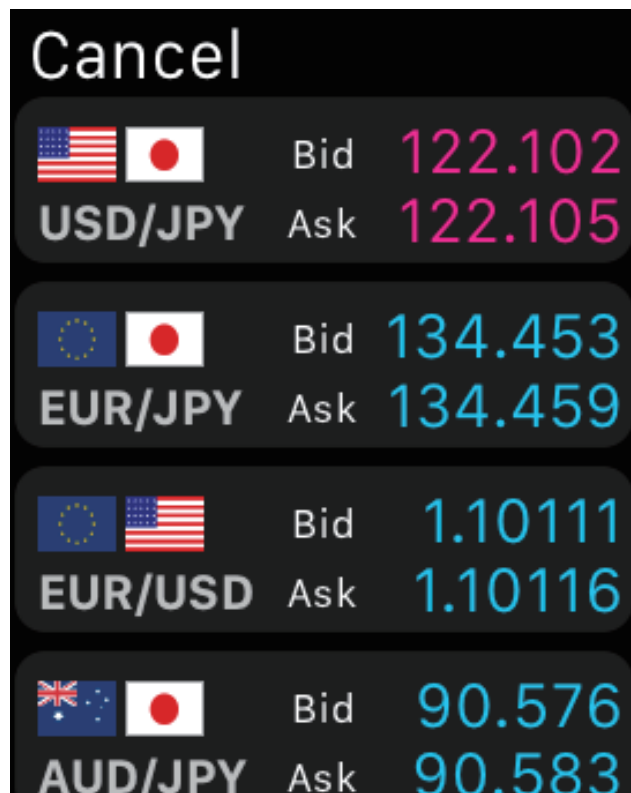 Cancel
Bid 122.102
USD/JPY Ask 122.105
Bid 134.453
EUR/JPY Ask 134.459
Bid 1.10111
EUR/USD Ask 1.10116
Bid 90.576
AUD/JPY Ask 90.583